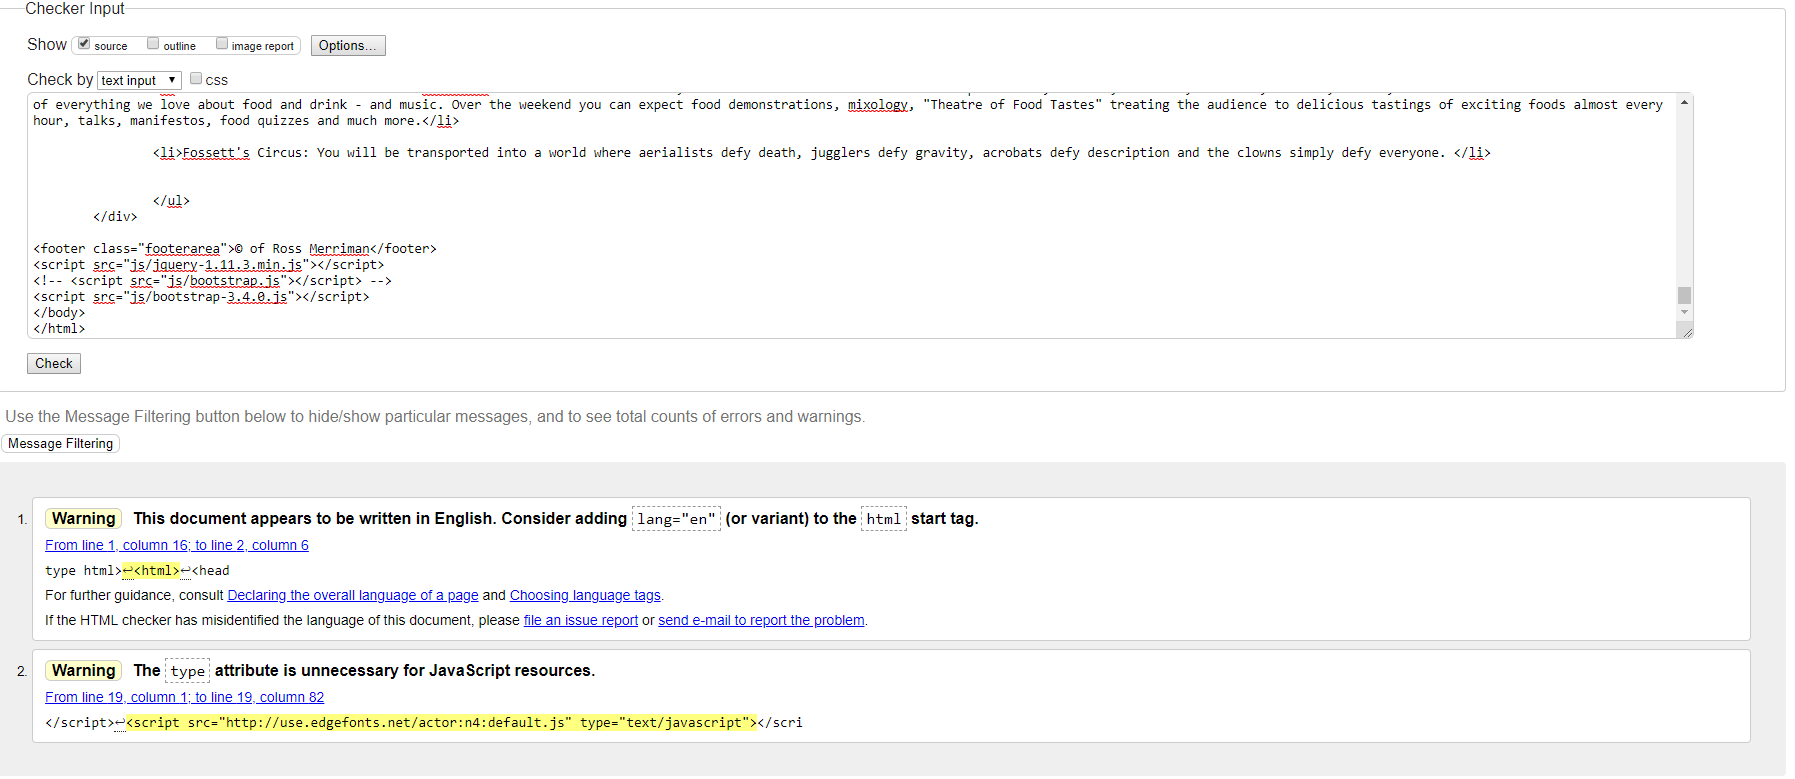 Checker Input
Show source outline image report Options...
Check by text input css
of everything we love about food and drink - and music. Over the weekend you can expect food demonstrations, mixology, "Theatre of Food Tastes" treating the audience to delicious tastings of exciting foods almost every
hour, talks, manifestos, food quizzes and much more.</li>
<li>Fossett's Circus: You will be transported into a world where aerialists defy death, jugglers defy gravity, acrobats defy description and the clowns simply defy everyone. </li>
</ul>
</div>
<footer class="footerarea">© of Ross Merriman</footer>
<script src="js/jquery-1.11.3.min.js"></script>
<!-- <script src="js/bootstrap.js"></script> -->
<script src="js/bootstrap-3.4.0.js"></script>
</body>
</html>
Check
Use the Message Filtering button below to hide/show particular messages, and to see total counts of errors and warnings.
Message Filtering
1. Warning This document appears to be written in English. Consider adding lang="en" (or variant) to the html start tag.
From line 1, column 16; to line 2, column 6
type html>↩<html>↩<head
For further guidance, consult Declaring the overall language of a page and Choosing language tags.
If the HTML checker has misidentified the language of this document, please file an issue report or send e-mail to report the problem.
2. Warning The type attribute is unnecessary for JavaScript resources.
From line 19, column 1; to line 19, column 82
</script>↩<script src="http://use.edgefonts.net/actor:n4:default.js" type="text/javascript"></scri